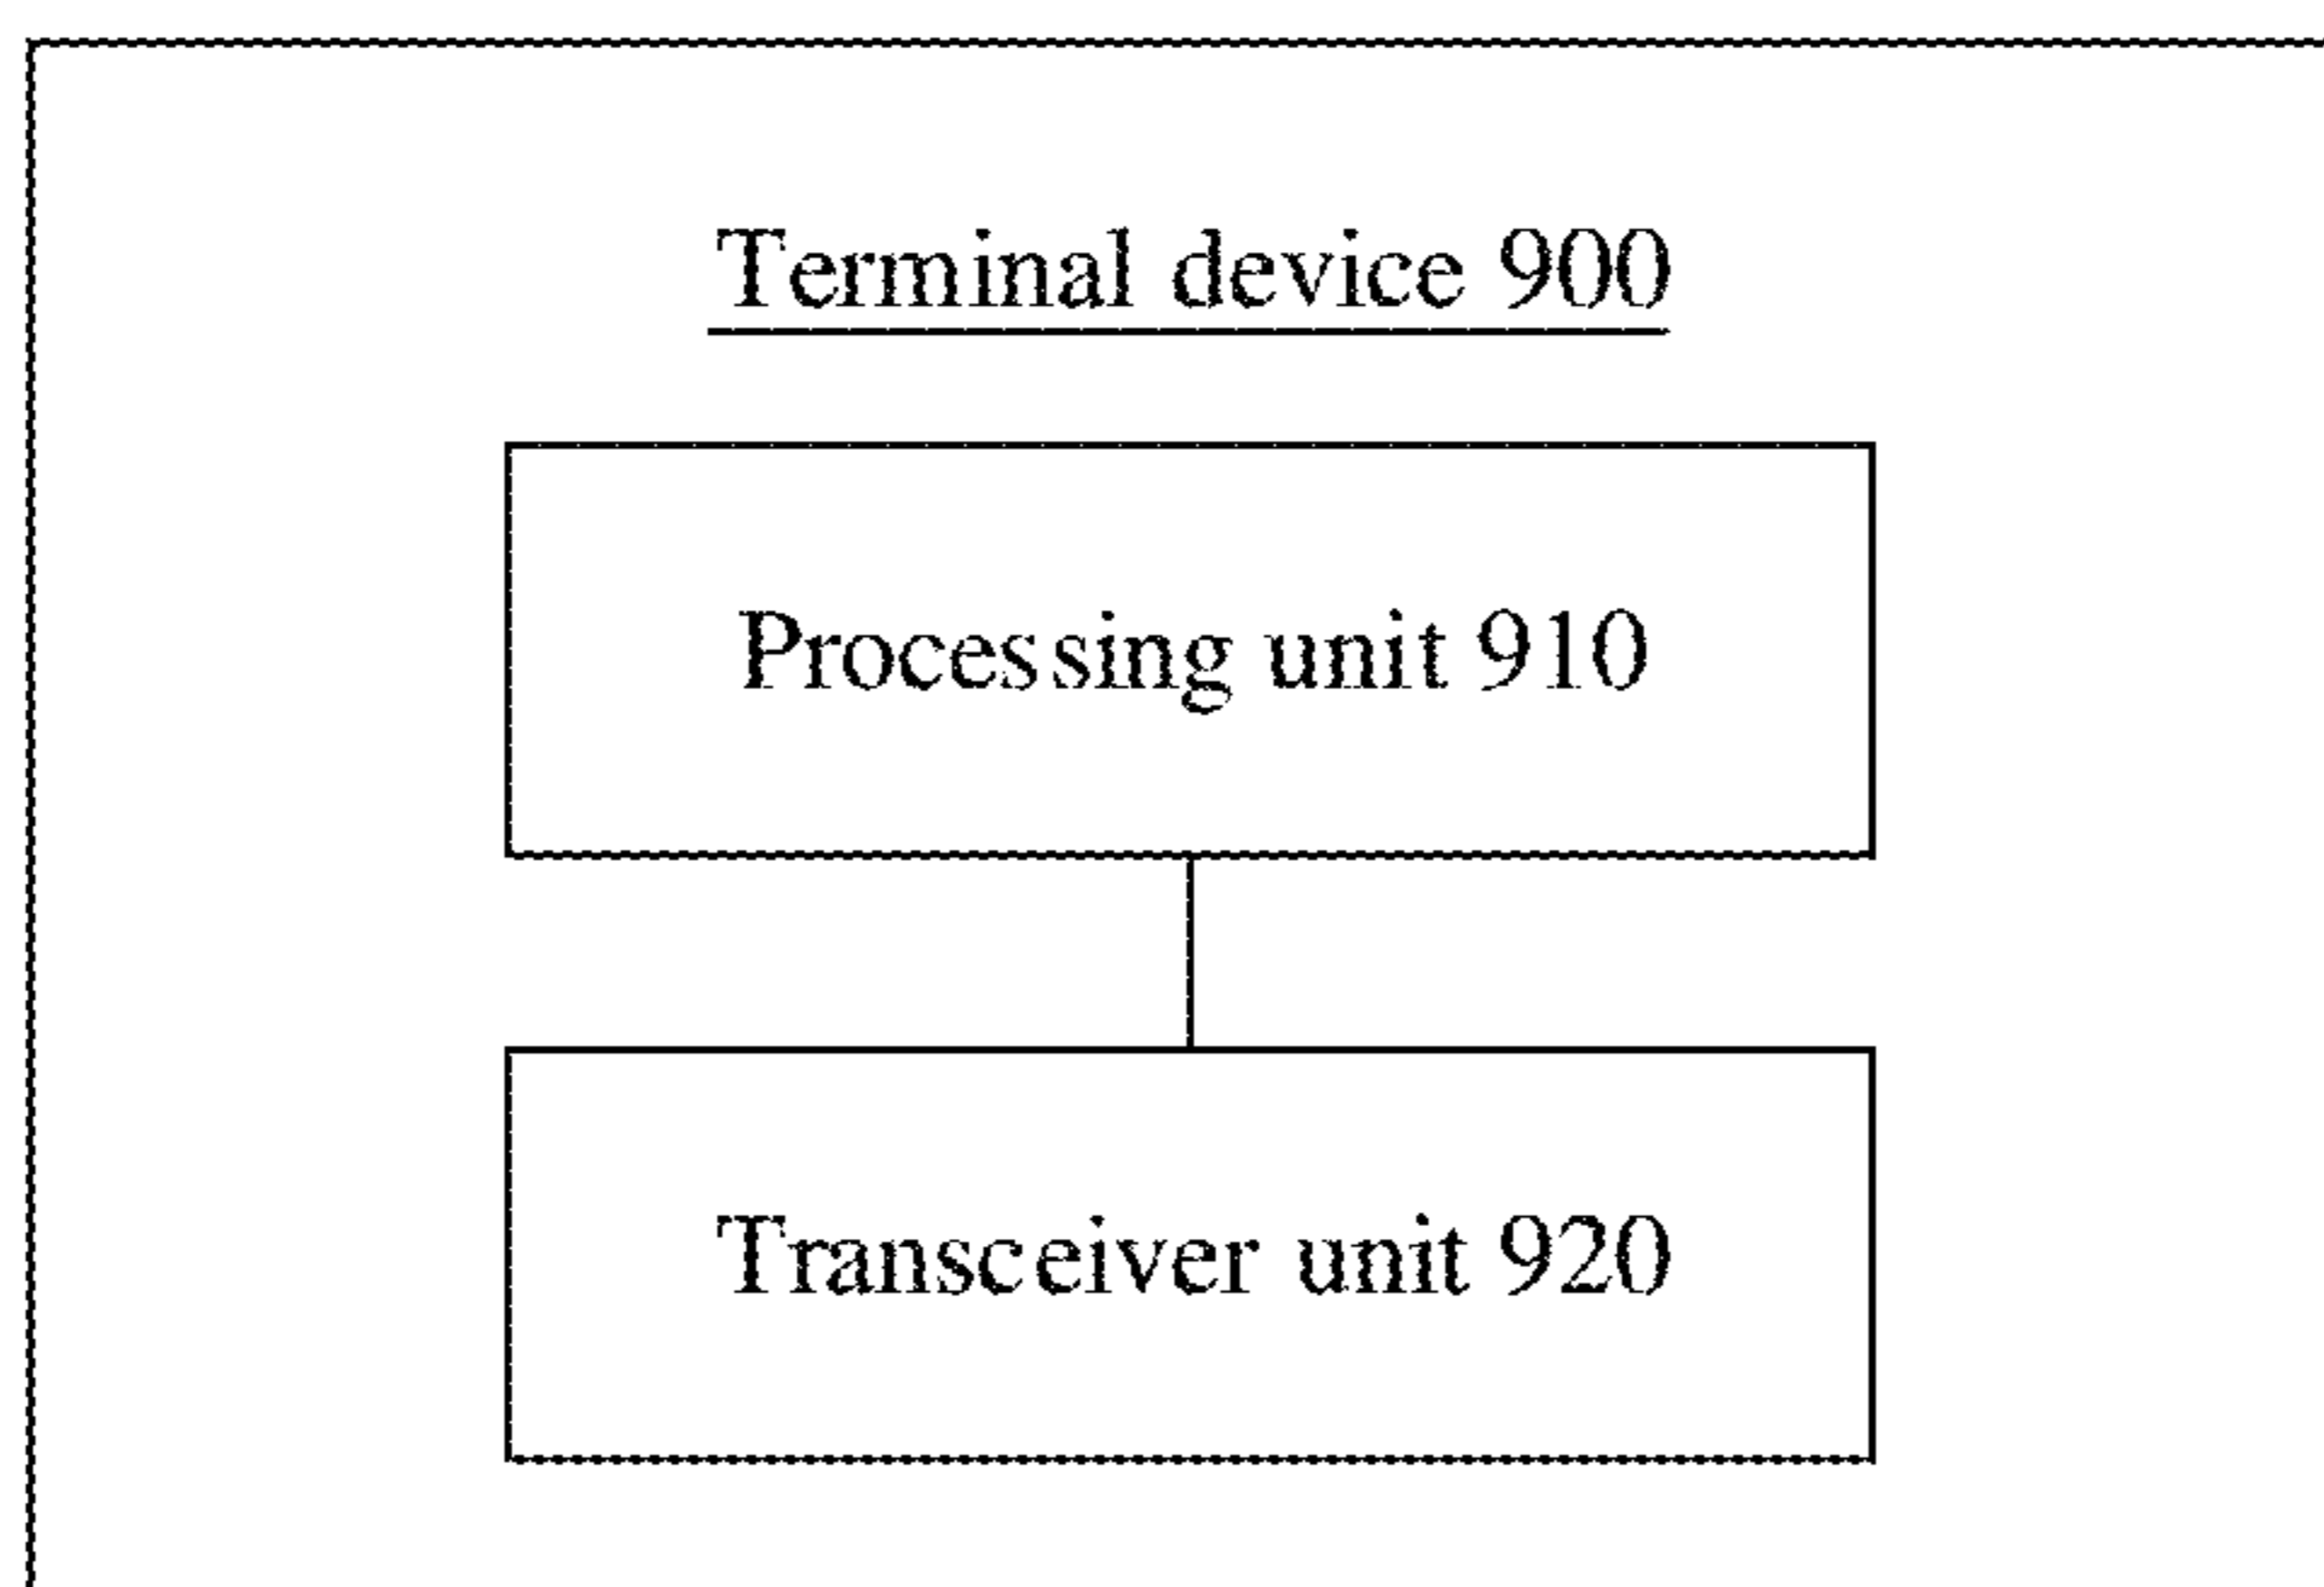 Terminal device 900
Processing unit 910
Transceiver unit 920